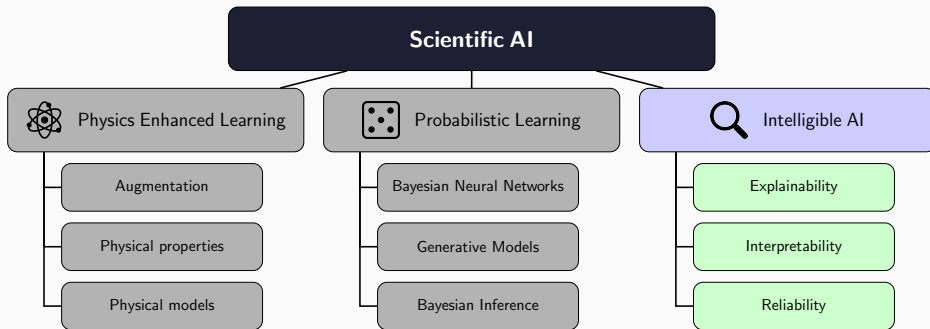 Scientific AI
Physics Enhanced Learning
Probabilistic Learning
Intelligible AI
Augmentation
Bayesian Neural Networks
Explainability
Physical properties
Generative Models
Interpretability
Physical models
Bayesian Inference
Reliability